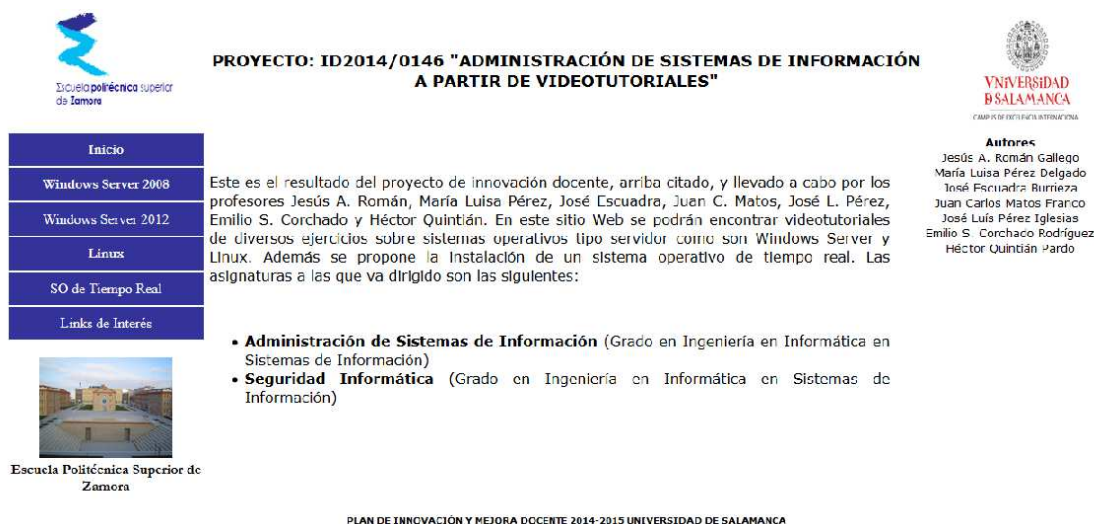 Escuela politécnica superior
de Zamora
PROYECTO: ID2014/0146 "ADMINISTRACIÓN DE SISTEMAS DE INFORMACIÓN
A PARTIR DE VIDEOTUTORIALES"
VNiVERSiDAD
D SALAMANCA
CAMPUS DE EXCELENCIA INTERNACIONAL
Inicio
Windows Server 2008
Windows Server 2012
Linux
SO de Tiempo Real
Links de Interés
Escuela Politécnica Superior de
Zamora
Este es el resultado del proyecto de innovación docente, arriba citado, y llevado a cabo por los
profesores Jesús A. Román, María Luisa Pérez, José Escuadra, Juan C. Matos, José L. Pérez,
Emilio S. Corchado y Héctor Quintián. En este sitio Web se podrán encontrar videotutoriales
de diversos ejercicios sobre sistemas operativos tipo servidor como son Windows Server y
Linux. Además se propone la instalación de un sistema operativo de tiempo real. Las
asignaturas a las que va dirigido son las siguientes:
• Administración de Sistemas de Información (Grado en Ingeniería en Informática en
Sistemas de Información)
• Seguridad Informática (Grado en Ingeniería en Informática en Sistemas de
Información)
Autores
Jesús A. Román Gallego
María Luisa Pérez Delgado
José Escuadra Burrieza
Juan Carlos Matos Franco
José Luís Pérez Iglesias
Emilio S. Corchado Rodríguez
Héctor Quintián Pardo
PLAN DE INNOVACIÓN Y MEJORA DOCENTE 2014-2015 UNIVERSIDAD DE SALAMANCA